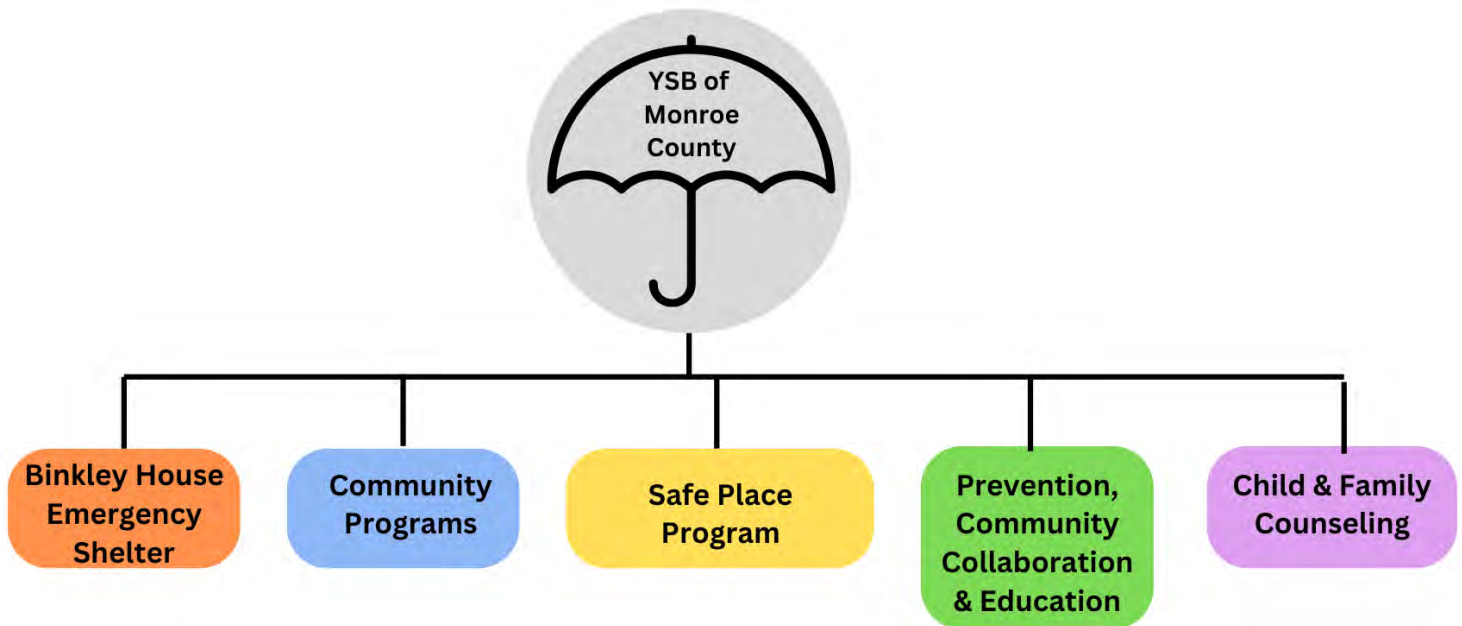 YSB of
Monroe
County
Binkley House
Emergency
Shelter
Community
Programs
Safe Place
Program
Prevention,
Community
Collaboration
& Education
Child & Family
Counseling